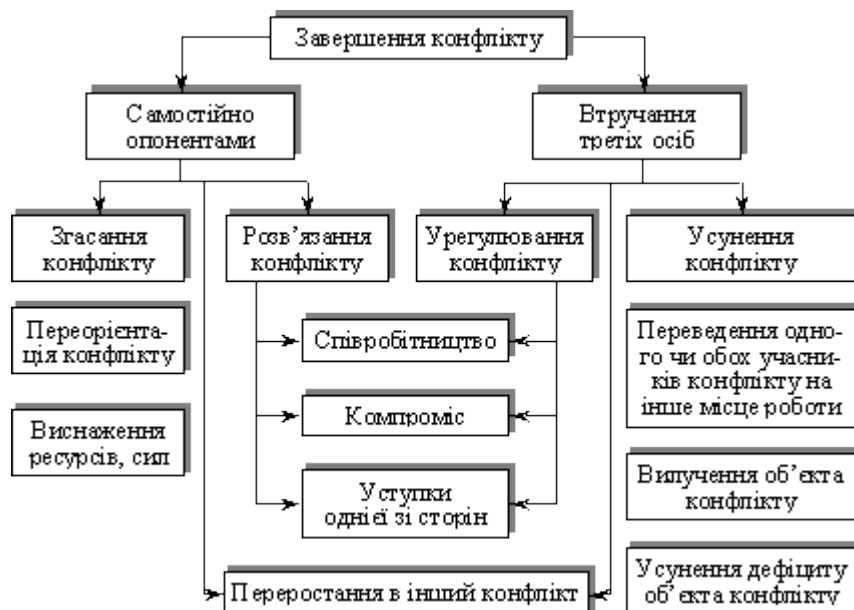 Завершення конфлікту
Самостійно
опонентами
Втручання
третіх осіб
Згасання
конфлікту
Розв’язання
конфлікту
Урегулювання
конфлікту
Усунення
конфлікту
Переорієнта-
ція конфлікту
Виснаження
ресурсів, сил
Співробітництво
Компроміс
Уступки
однієї зі сторін
Переростання в інший конфлікт
Переведення одно-
го чи обох учасни-
ків конфлікту на
інше місце роботи
Вилучення об’єкта
конфлікту
Усунення дефіциту
об’єкта конфлікту